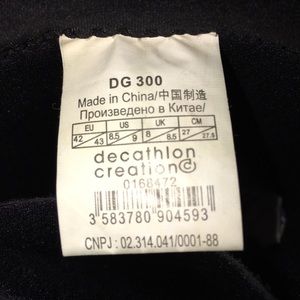 DG 300
Made in China/中国制造
Произведено в Китае/
EU US UK CM
42 43 8.5 9 8 8.5 27 27.5
decathlon
creation©
0168472
3 583780 904593
CNPJ : 02.314.041/0001-88